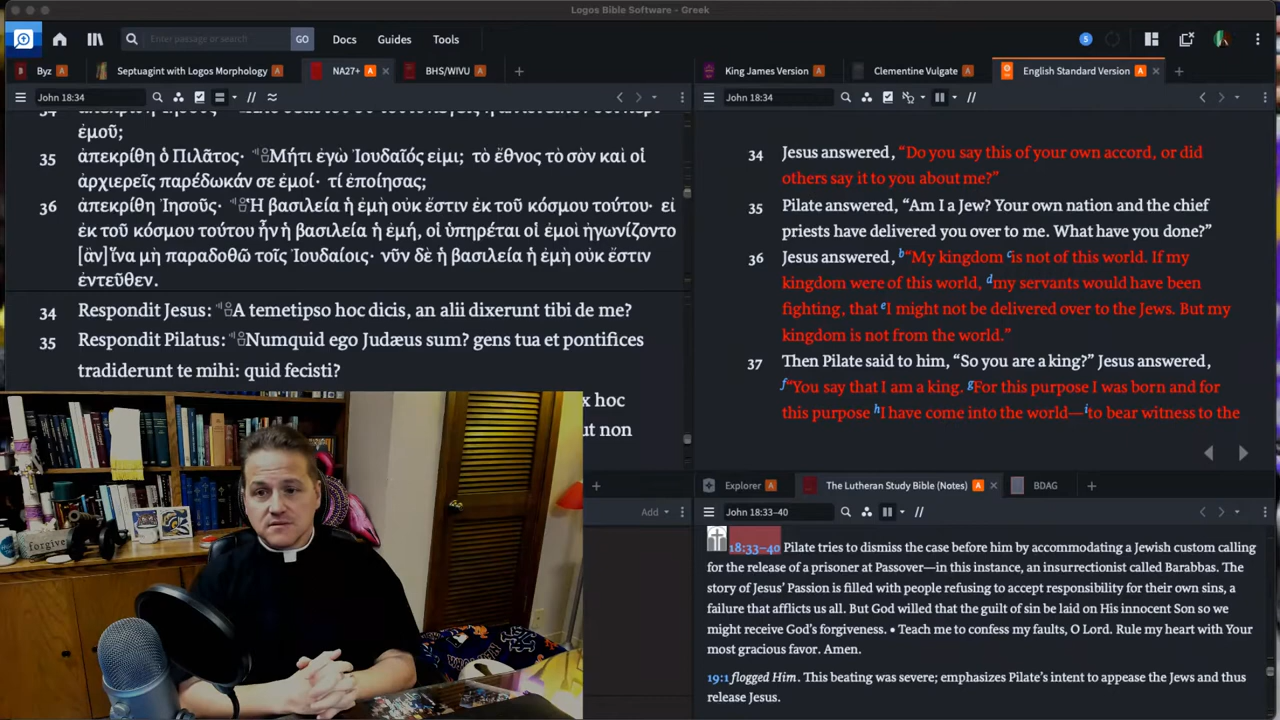 Logos Bible Software - Greek
Enter passage or search GO Docs Guides Tools
S
Byz A Septuagint with Logos Morphology A NA27+ A × BHS/WIVU A +
John 18:34
ἐμοῦ;
35 ἀπεκρίθη ὁ Πιλᾶτος· Μήτι ἐγὼ Ἰουδαῖός εἰμι; τὸ ἔθνος τὸ σὸν καὶ οἱ
ἀρχιερεῖς παρέδωκάν σε ἐμοί· τί ἐποίησας;
36 ἀπεκρίθη Ἰησοῦς· Ἡ βασιλεία ἡ ἐμὴ οὐκ ἔστιν ἐκ τοῦ κόσμου τούτου· εἰ
ἐκ τοῦ κόσμου τούτου ἦν ἡ βασιλεία ἡ ἐμή, οἱ ὑπηρέται οἱ ἐμοὶ ἠγωνίζοντο
[ἂν] ἵνα μὴ παραδοθῶ τοῖς Ἰουδαίοις· νῦν δὲ ἡ βασιλεία ἡ ἐμὴ οὐκ ἔστιν
ἐντεῦθεν.
34 Respondit Jesus: A temetipso hoc dicis, an alii dixerunt tibi de me?
35 Respondit Pilatus: Numquid ego Judæus sum? gens tua et pontifices
tradiderunt te mihi: quid fecisti?
hoc
non
forgive
Add
King James Version A Clementine Vulgate A English Standard Version A × +
John 18:34
34 Jesus answered, “Do you say this of your own accord, or did
others say it to you about me?”
35 Pilate answered, “Am I a Jew? Your own nation and the chief
priests have delivered you over to me. What have you done?”
36 Jesus answered, b“My kingdom cis not of this world. If my
kingdom were of this world, dmy servants would have been
fighting, that eI might not be delivered over to the Jews. But my
kingdom is not from the world.”
37 Then Pilate said to him, “So you are a king?” Jesus answered,
f“You say that I am a king. gFor this purpose I was born and for
this purpose hI have come into the world—ito bear witness to the
Explorer A The Lutheran Study Bible (Notes) A × BDAG +
John 18:33–40
18:33–40 Pilate tries to dismiss the case before him by accommodating a Jewish custom calling
for the release of a prisoner at Passover—in this instance, an insurrectionist called Barabbas. The
story of Jesus’ Passion is filled with people refusing to accept responsibility for their own sins, a
failure that afflicts us all. But God willed that the guilt of sin be laid on His innocent Son so we
might receive God’s forgiveness. • Teach me to confess my faults, O Lord. Rule my heart with Your
most gracious favor. Amen.
19:1 flogged Him. This beating was severe; emphasizes Pilate’s intent to appease the Jews and thus
release Jesus.